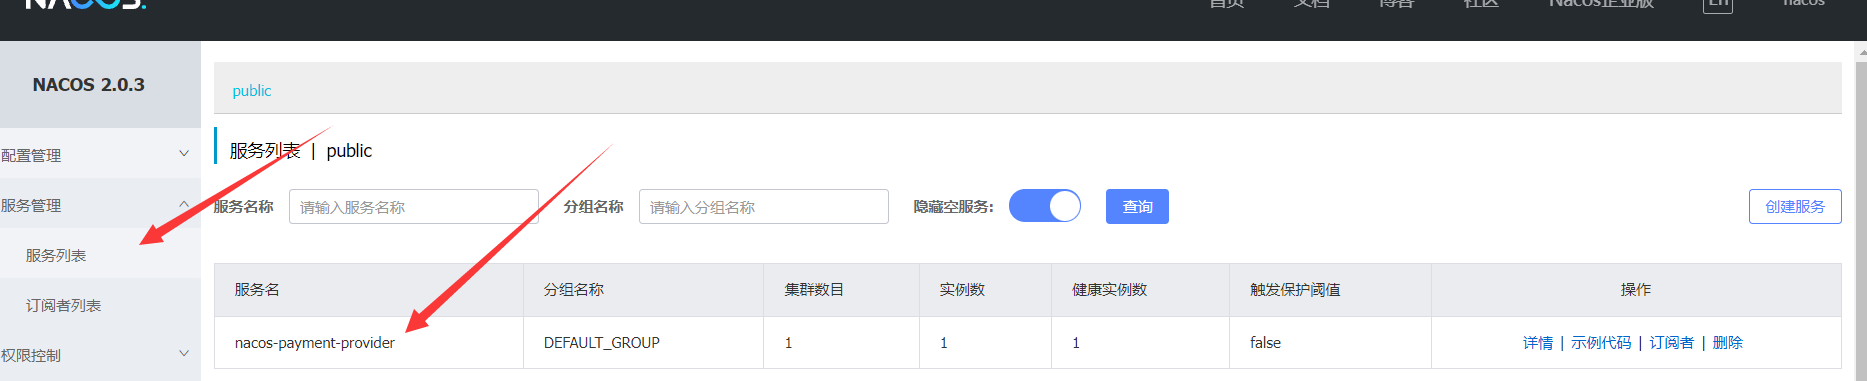 NACOS.
首页 文档 博客 社区 Nacos企业版 EN nacos
NACOS 2.0.3
public
配置管理
服务列表 | public
服务管理
服务名称 请输入服务名称 分组名称 请输入分组名称 隐藏空服务: 查询 创建服务
服务列表
订阅者列表
权限控制
服务名 分组名称 集群数目 实例数 健康实例数 触发保护阈值 操作
nacos-payment-provider DEFAULT_GROUP 1 1 1 false 详情 | 示例代码 | 订阅者 | 删除